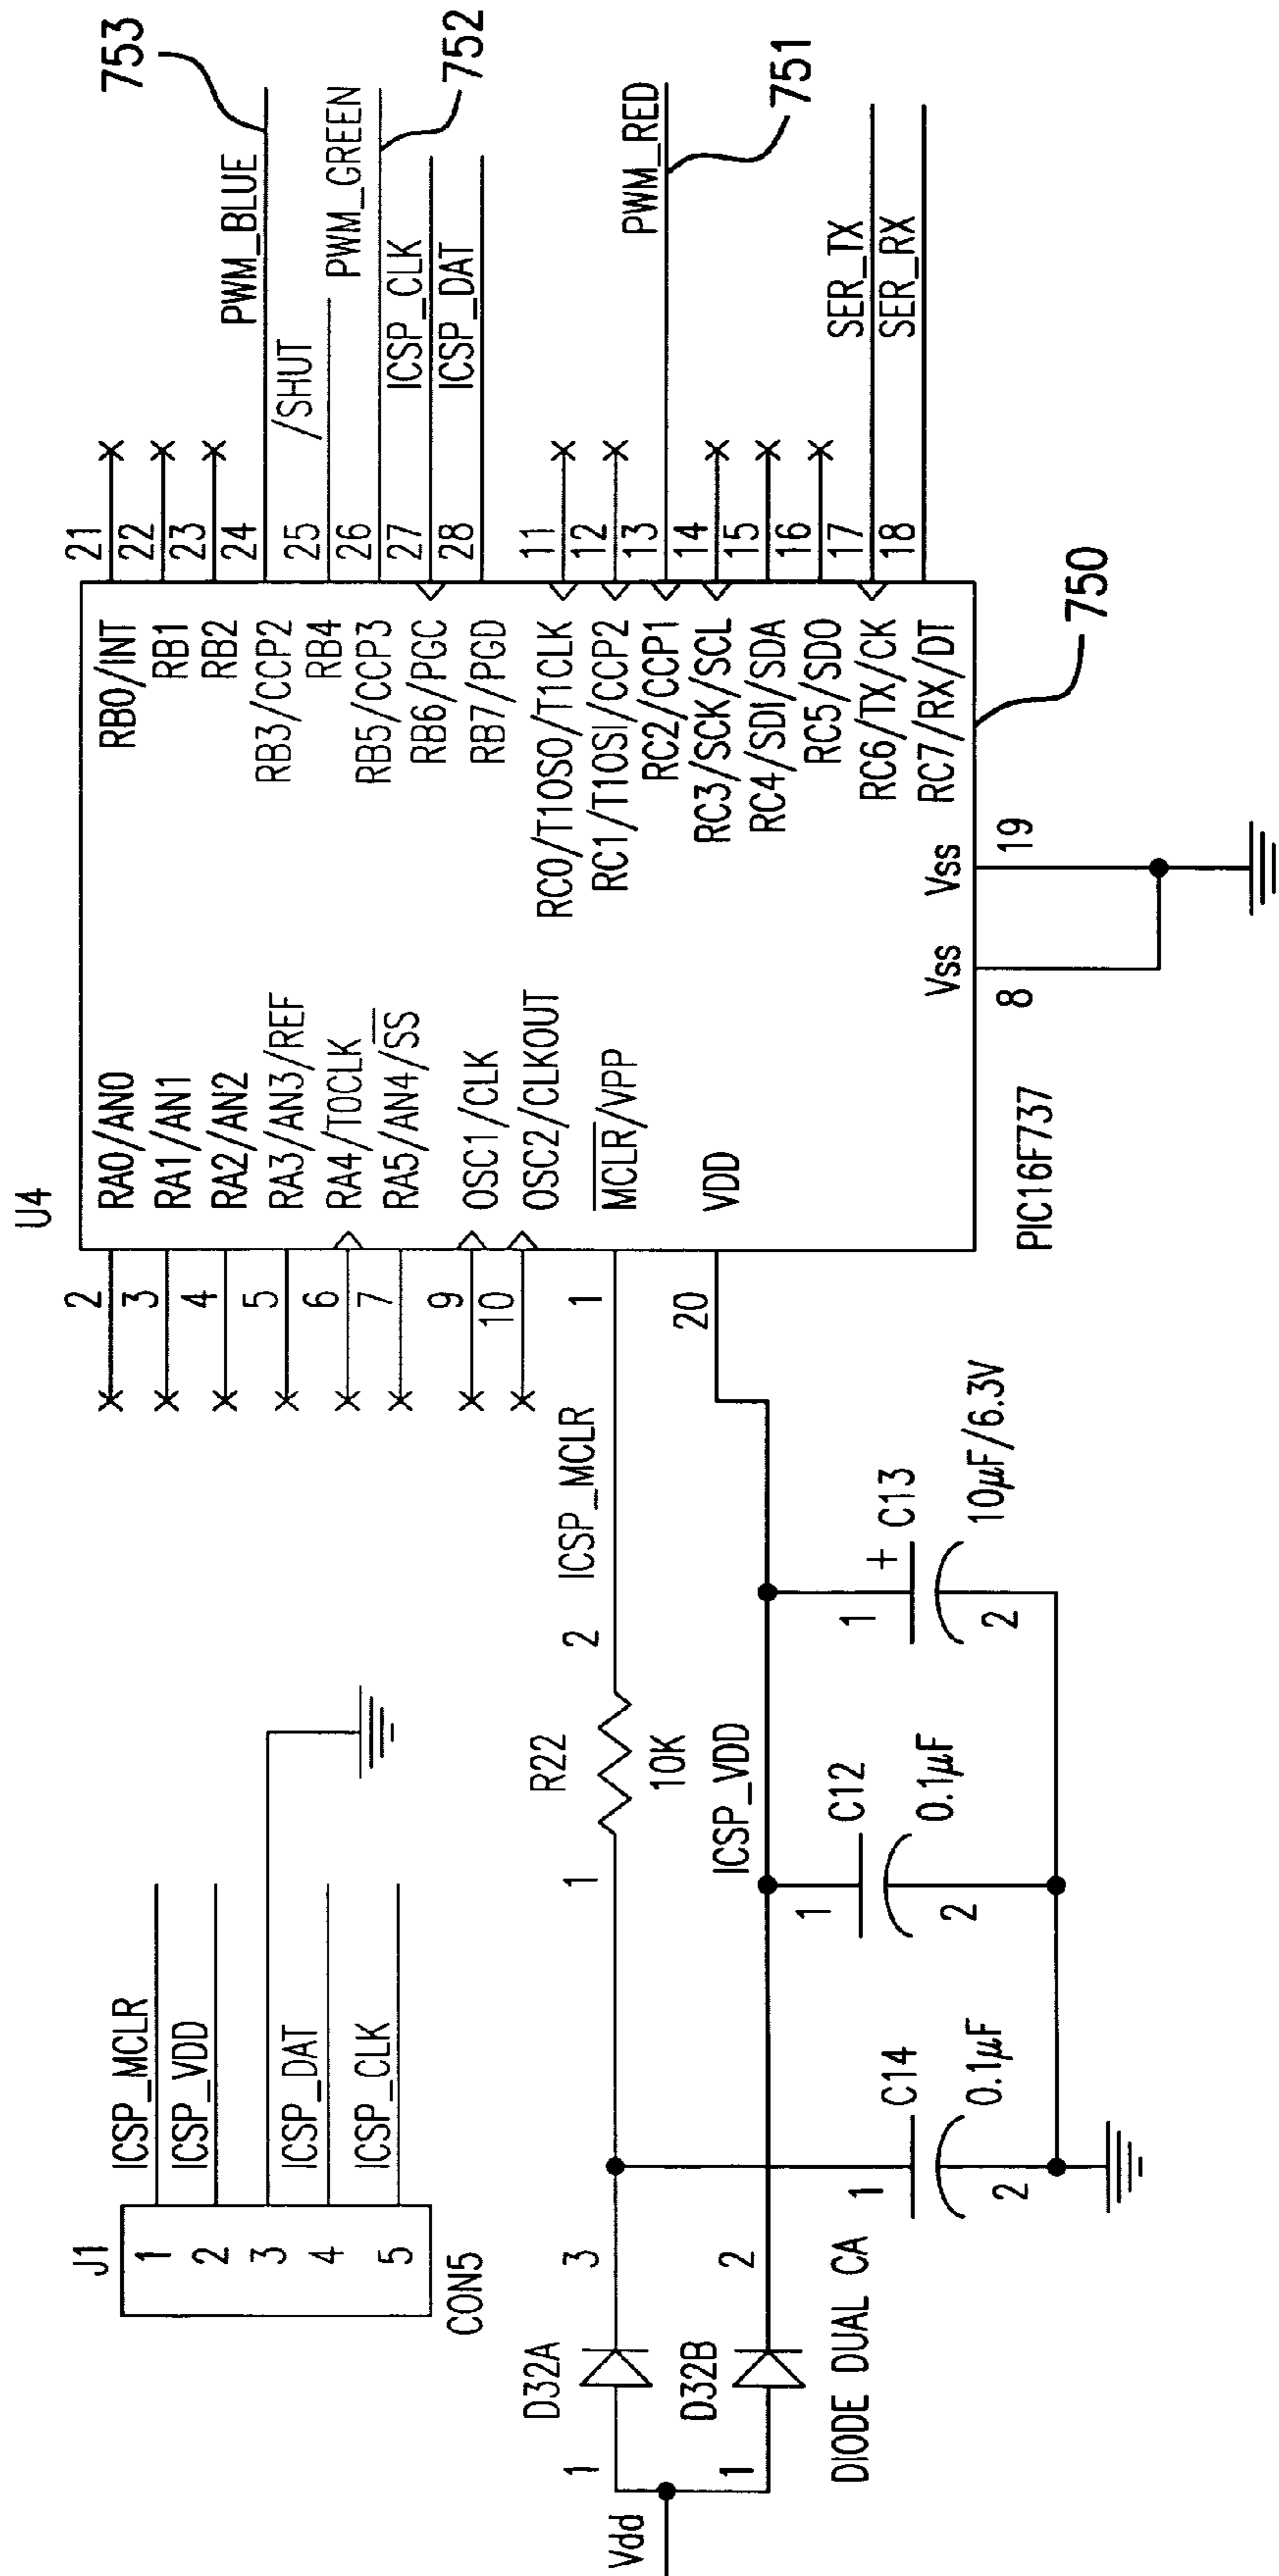 J1
1
2
3
4
5
CON5
ICSP_MCLR
ICSP_VDD
ICSP_DAT
ICSP_CLK
Vdd
1
D32A
3
1
D32B
2
DIODE DUAL CA
1
R22
10K
2
ICSP_MCLR
ICSP_VDD
1
C14
0.1µF
2
1
C12
0.1µF
2
1
+
C13
10µF/6.3V
2
U4
2
RA0/AN0
3
RA1/AN1
4
RA2/AN2
5
RA3/AN3/REF
6
RA4/T0CLK
7
RA5/AN4/S̅S̅
9
OSC1/CLK
10
OSC2/CLKOUT
1
M̅C̅L̅R̅/VPP
20
VDD
PIC16F737
8
Vss
Vss
19
RB0/INT
21
RB1
22
RB2
23
RB3/CCP2
24
PWM_BLUE
753
RB4
25
/SHUT
RB5/CCP3
26
PWM_GREEN
752
RB6/PGC
27
ICSP_CLK
RB7/PGD
28
ICSP_DAT
RC0/T1OSO/T1CLK
11
RC1/T1OSI/CCP2
12
RC2/CCP1
13
PWM_RED
751
RC3/SCK/SCL
14
RC4/SDI/SDA
15
RC5/SDO
16
RC6/TX/CK
17
SER_TX
RC7/RX/DT
18
SER_RX
750